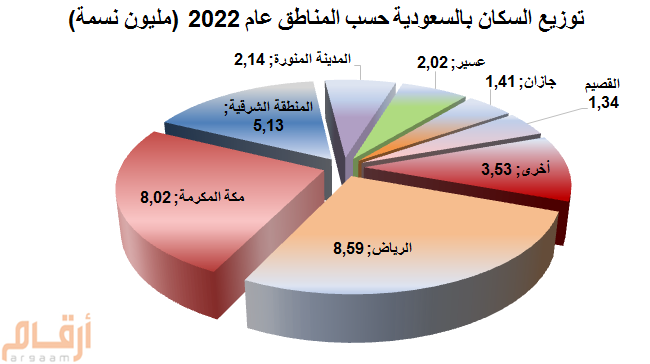 توزيع السكان بالسعودية حسب المناطق عام 2022 (مليون نسمة)
المدينة المنورة; 2,14
عسير; 2,02
جازان; 1,41
القصيم
1,34
المنطقة الشرقية;
5,13
أخرى; 3,53
مكة المكرمة; 8,02
الرياض; 8,59
أرقـام
argaam